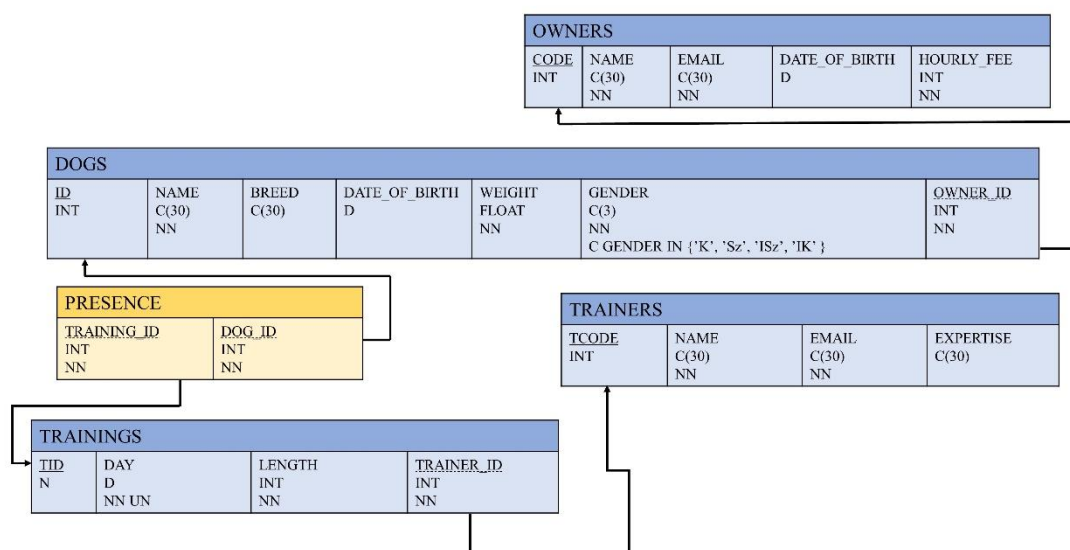 OWNERS
CODE NAME EMAIL DATE_OF_BIRTH HOURLY_FEE
INT C(30) C(30) D INT
NN NN NN
DOGS
ID NAME BREED DATE_OF_BIRTH WEIGHT GENDER OWNER_ID
INT C(30) C(30) D FLOAT C(3) INT
NN NN NN NN
C GENDER IN {'K', 'Sz', 'ISz', 'IK' }
PRESENCE
TRAINING_ID DOG_ID
INT INT
NN NN
TRAINERS
TCODE NAME EMAIL EXPERTISE
INT C(30) C(30) C(30)
NN NN
TRAININGS
TID DAY LENGTH TRAINER_ID
N D INT INT
NN UN NN NN